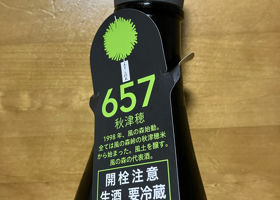 657
秋津穂
1998年、風の森始動。
全ては風の森峠の秋津穂米
から始まった。風土を醸す。
風の森の代表酒。
開栓注意
生酒 要冷蔵